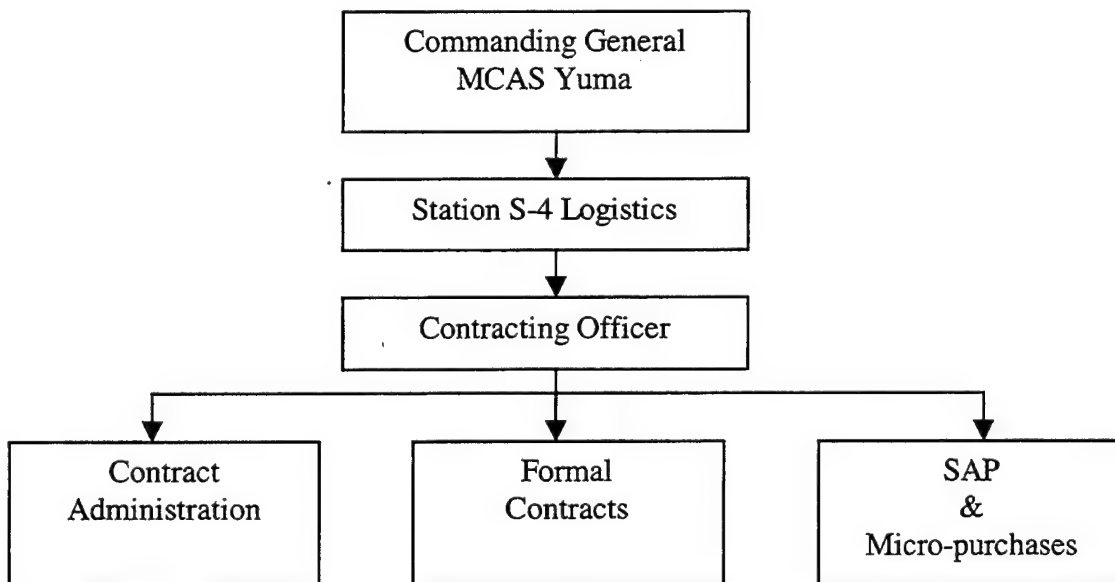 Commanding General
MCAS Yuma
Station S-4 Logistics
Contracting Officer
Contract
Administration
Formal
Contracts
SAP
&
Micro-purchases